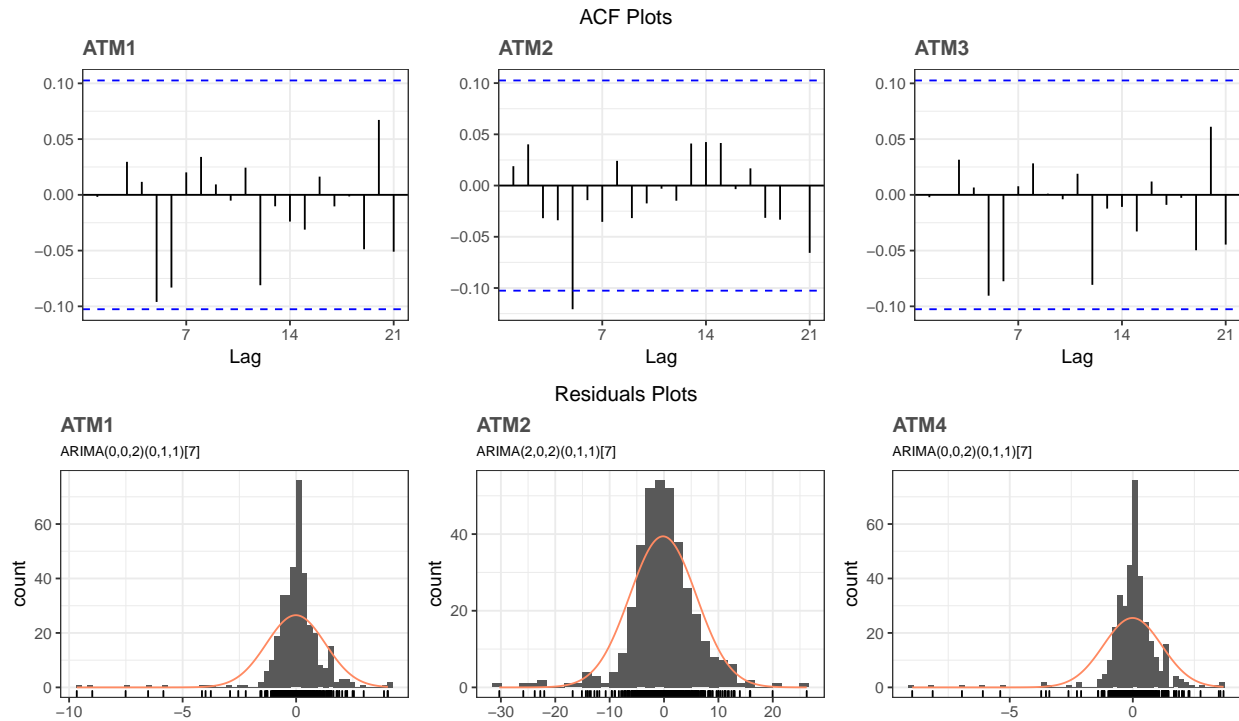 ACF Plots
ATM1
ATM2
ATM3
0.10
0.05
0.00
−0.05
−0.10
7
14
21
Lag
0.10
0.05
0.00
−0.05
−0.10
7
14
21
Lag
0.10
0.05
0.00
−0.05
−0.10
7
14
21
Lag
Residuals Plots
ATM1
ARIMA(0,0,2)(0,1,1)[7]
count
60
40
20
0
−10
−5
0
ATM2
ARIMA(2,0,2)(0,1,1)[7]
count
40
20
0
−30
−20
−10
0
10
20
ATM4
ARIMA(0,0,2)(0,1,1)[7]
count
60
40
20
0
−5
0